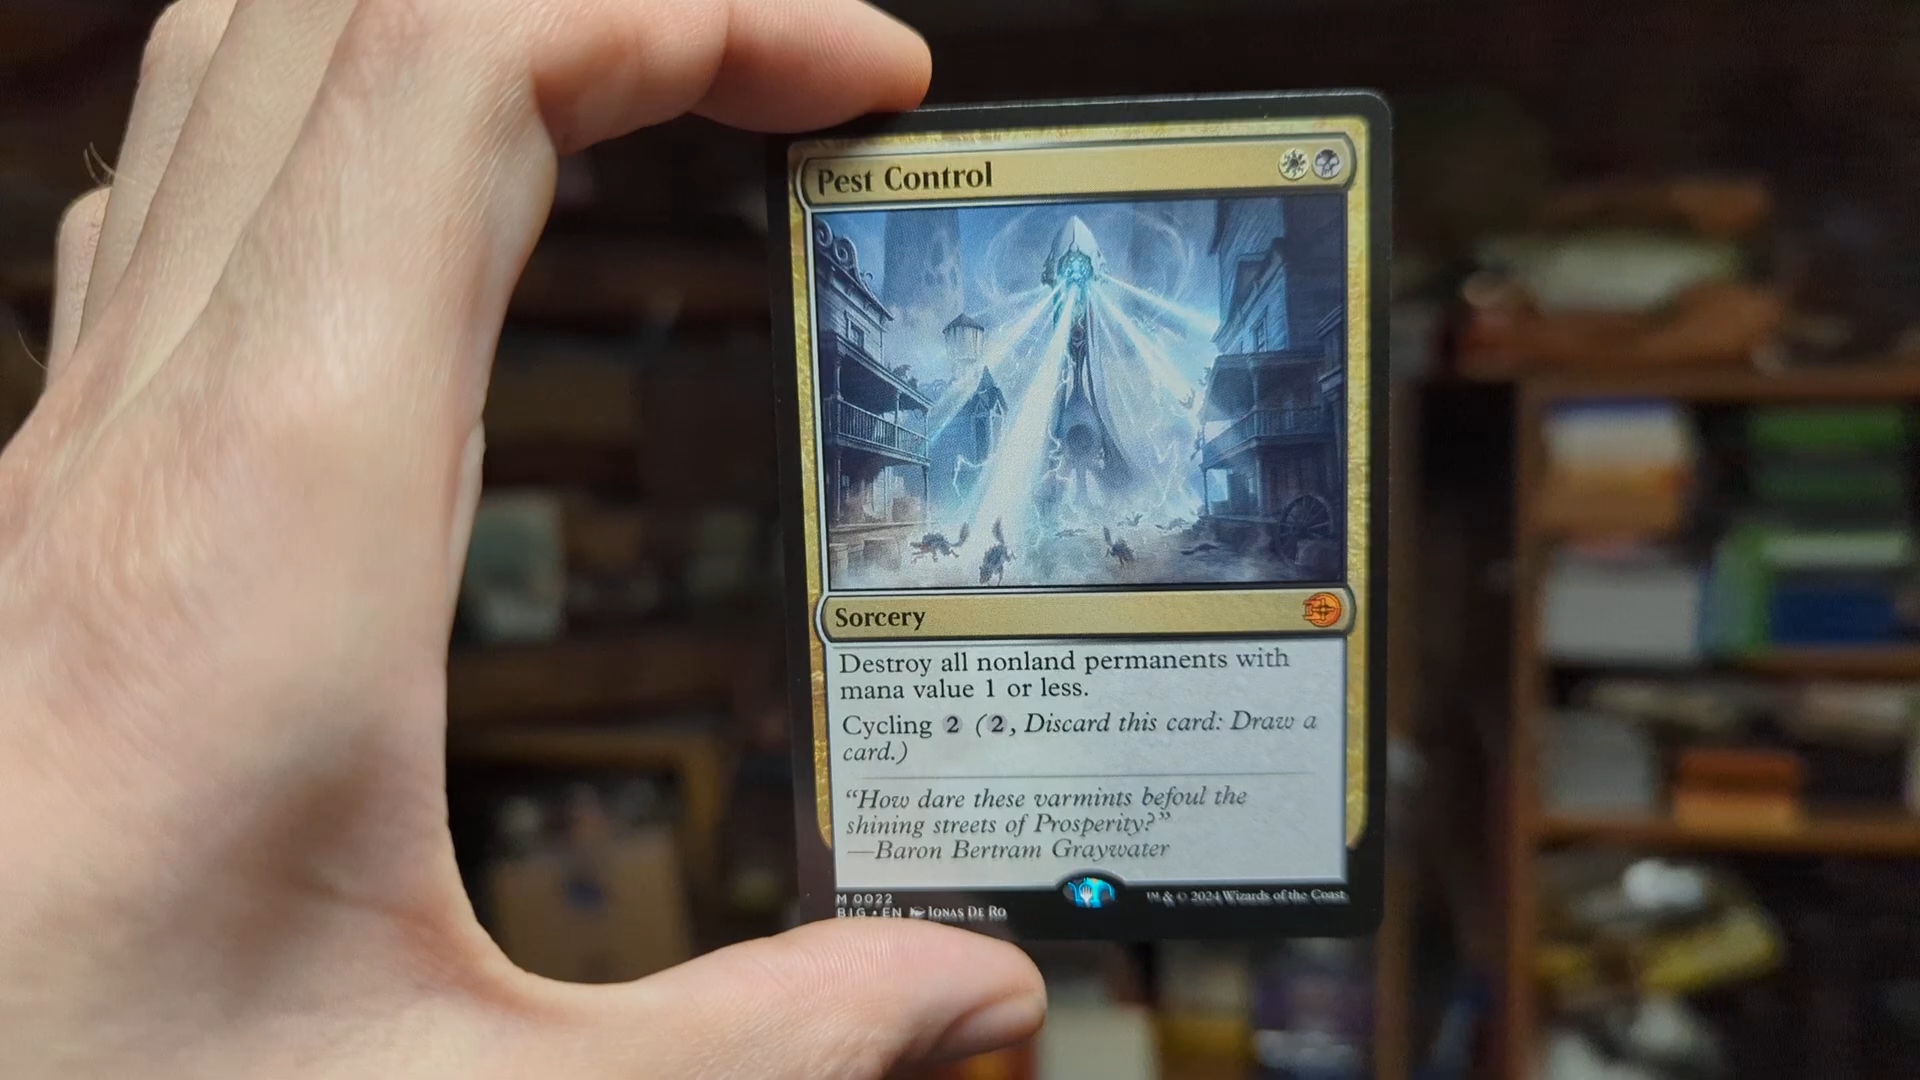 Pest Control
Sorcery
Destroy all nonland permanents with
mana value 1 or less.
Cycling 2 (2, Discard this card: Draw a
card.)
“How dare these varmints befoul the
shining streets of Prosperity?”
—Baron Bertram Graywater
M 0022
BIG • EN Jonas De Ro
™ & © 2024 Wizards of the Coast